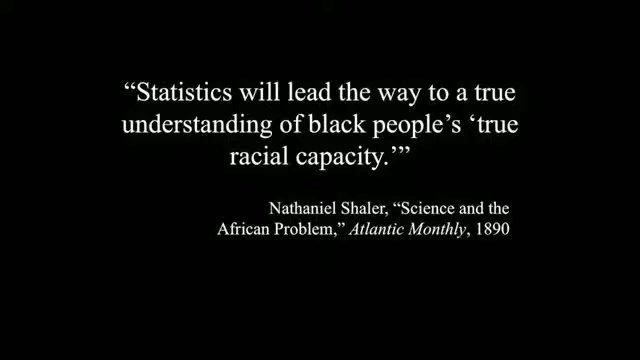 “Statistics will lead the way to a true
understanding of black people’s ‘true
racial capacity.’”
Nathaniel Shaler, “Science and the
African Problem,” Atlantic Monthly, 1890